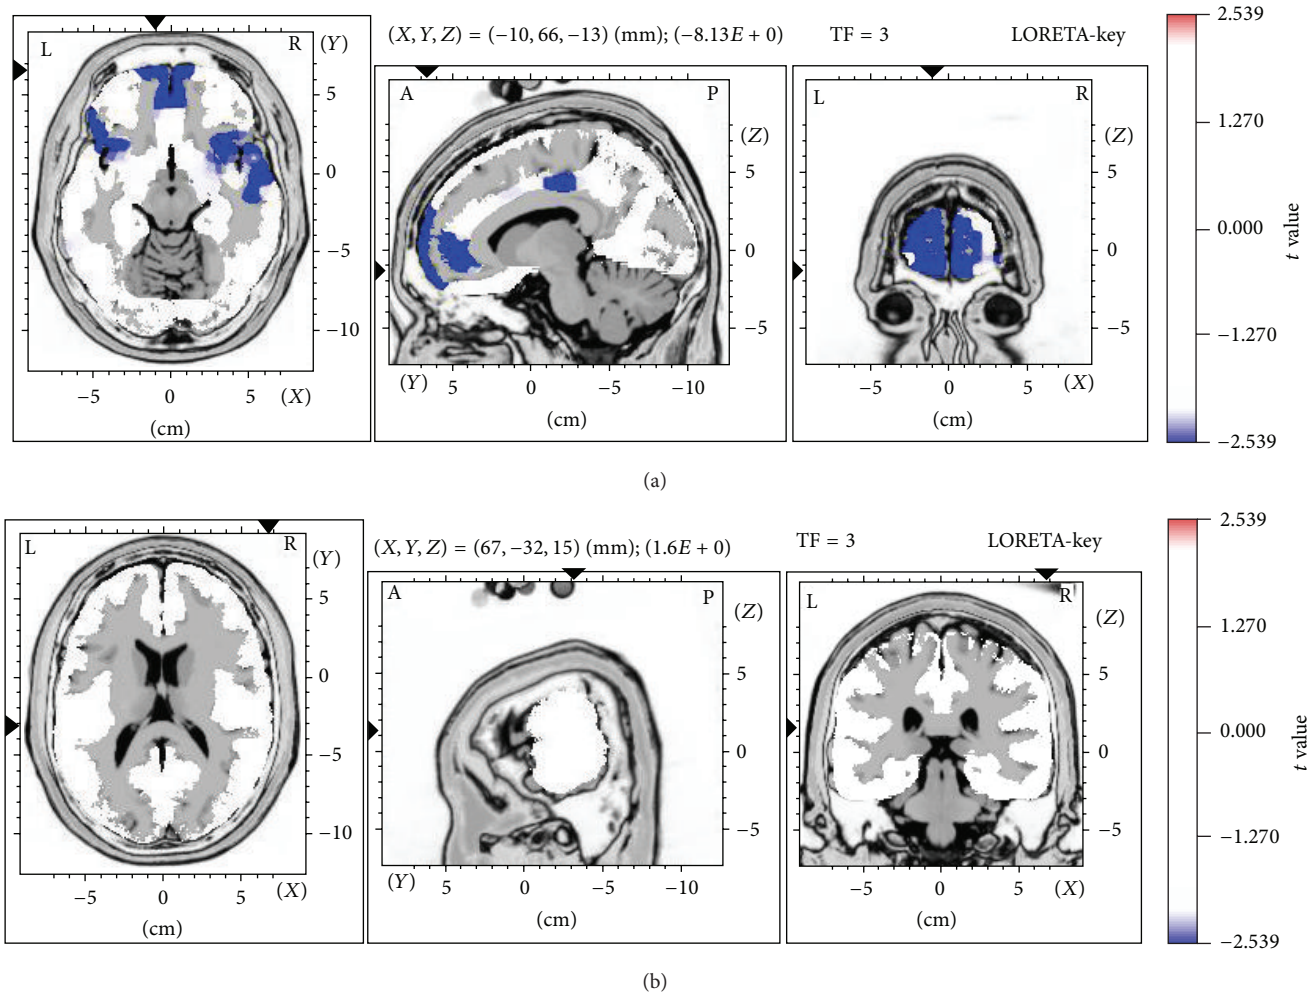 (X, Y, Z) = (−10, 66, −13) (mm); (−8.13E + 0) TF = 3 LORETA-key
L R (Y)
5
0
−5
−10
−5 0 5 (X)
(cm)
A P
(Z)
5
0
−5
(Y) 5 0 −5 −10
(cm)
L R
(Z)
5
0
−5
−5 0 5 (X)
(cm)
2.539
1.270
0.000
−1.270
−2.539
t value
(a)
(X, Y, Z) = (67, −32, 15) (mm); (1.6E + 0) TF = 3 LORETA-key
L R (Y)
5
0
−5
−10
−5 0 5 (X)
(cm)
A P
(Z)
5
0
−5
(Y) 5 0 −5 −10
(cm)
L R
(Z)
5
0
−5
−5 0 5 (X)
(cm)
2.539
1.270
0.000
−1.270
−2.539
t value
(b)